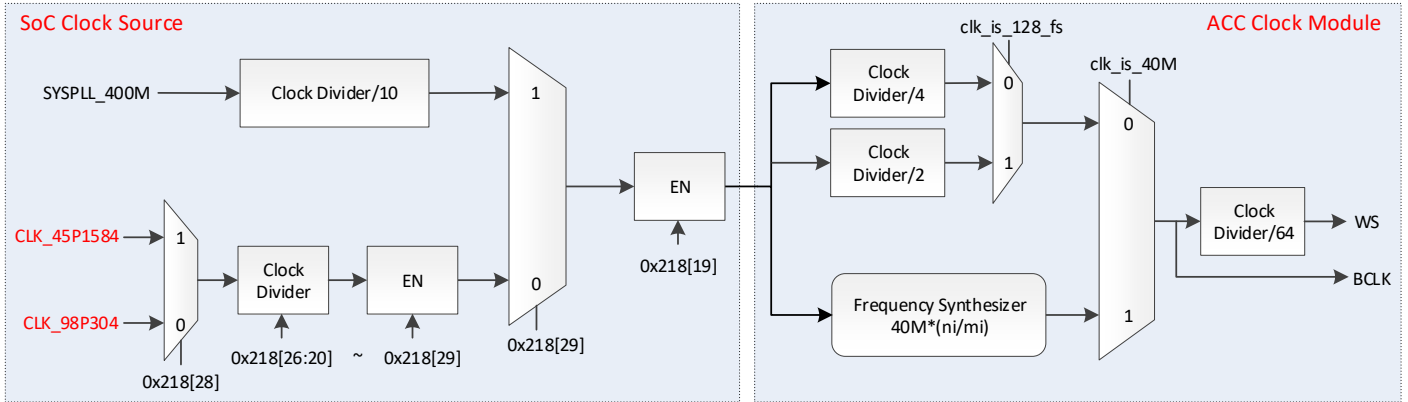 SoC Clock Source
SYSPLL_400M
Clock Divider/10
1
0
EN
0x218[19]
CLK_45P1584
CLK_98P304
1
0
Clock
Divider
EN
0x218[26:20]
~
0x218[29]
0x218[28]
0x218[29]
ACC Clock Module
clk_is_128_fs
clk_is_40M
Clock
Divider/4
Clock
Divider/2
0
1
0
1
Frequency Synthesizer
40M*(ni/mi)
Clock
Divider/64
WS
BCLK